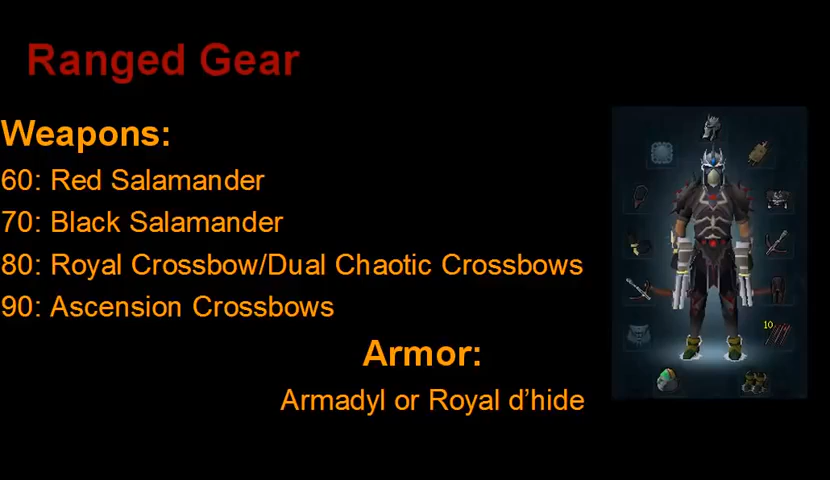 Ranged Gear
Weapons:
60: Red Salamander
70: Black Salamander
80: Royal Crossbow/Dual Chaotic Crossbows
90: Ascension Crossbows
10
Armor:
Armadyl or Royal d’hide